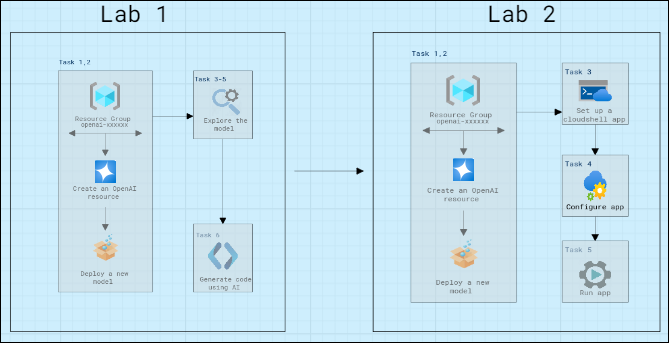 Lab 1
Task 1,2
Resource Group
openai-xxxxxx
Create an OpenAI
resource
Deploy a new
model
Task 3-5
Explore the
model
Task 6
Generate code
using AI
Lab 2
Task 1,2
Resource Group
openai-xxxxxx
Create an OpenAI
resource
Deploy a new
model
Task 3
Set up a
cloudshell app
Task 4
Configure app
Task 5
Run app